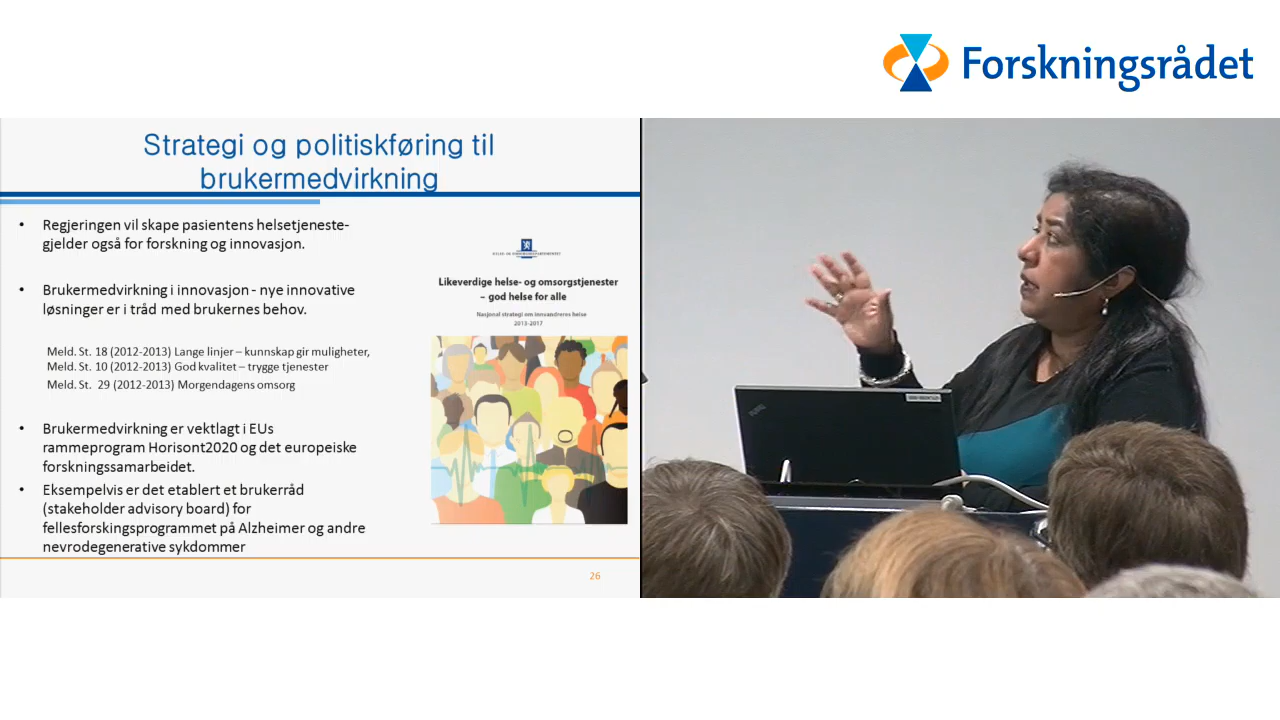 Forskningsrådet
Strategi og politiskføring til
brukermedvirkning
• Regjeringen vil skape pasientens helsetjeneste-
gjelder også for forskning og innovasjon.
• Brukermedvirkning i innovasjon - nye innovative
løsninger er i tråd med brukernes behov.
Meld. St. 18 (2012-2013) Lange linjer – kunnskap gir muligheter,
Meld. St. 10 (2012-2013) God kvalitet – trygge tjenester
Meld. St. 29 (2012-2013) Morgendagens omsorg
• Brukermedvirkning er vektlagt i EUs
rammeprogram Horisont2020 og det europeiske
forskningssamarbeidet.
• Eksempelvis er det etablert et brukerråd
(stakeholder advisory board) for
fellesforskingsprogrammet på Alzheimer og andre
nevrodegenerative sykdommer
HELSE- OG OMSORGSDEPARTEMENTET
Likeverdige helse- og omsorgstjenester
– god helse for alle
Nasjonal strategi om innvandreres helse
2013-2017
26